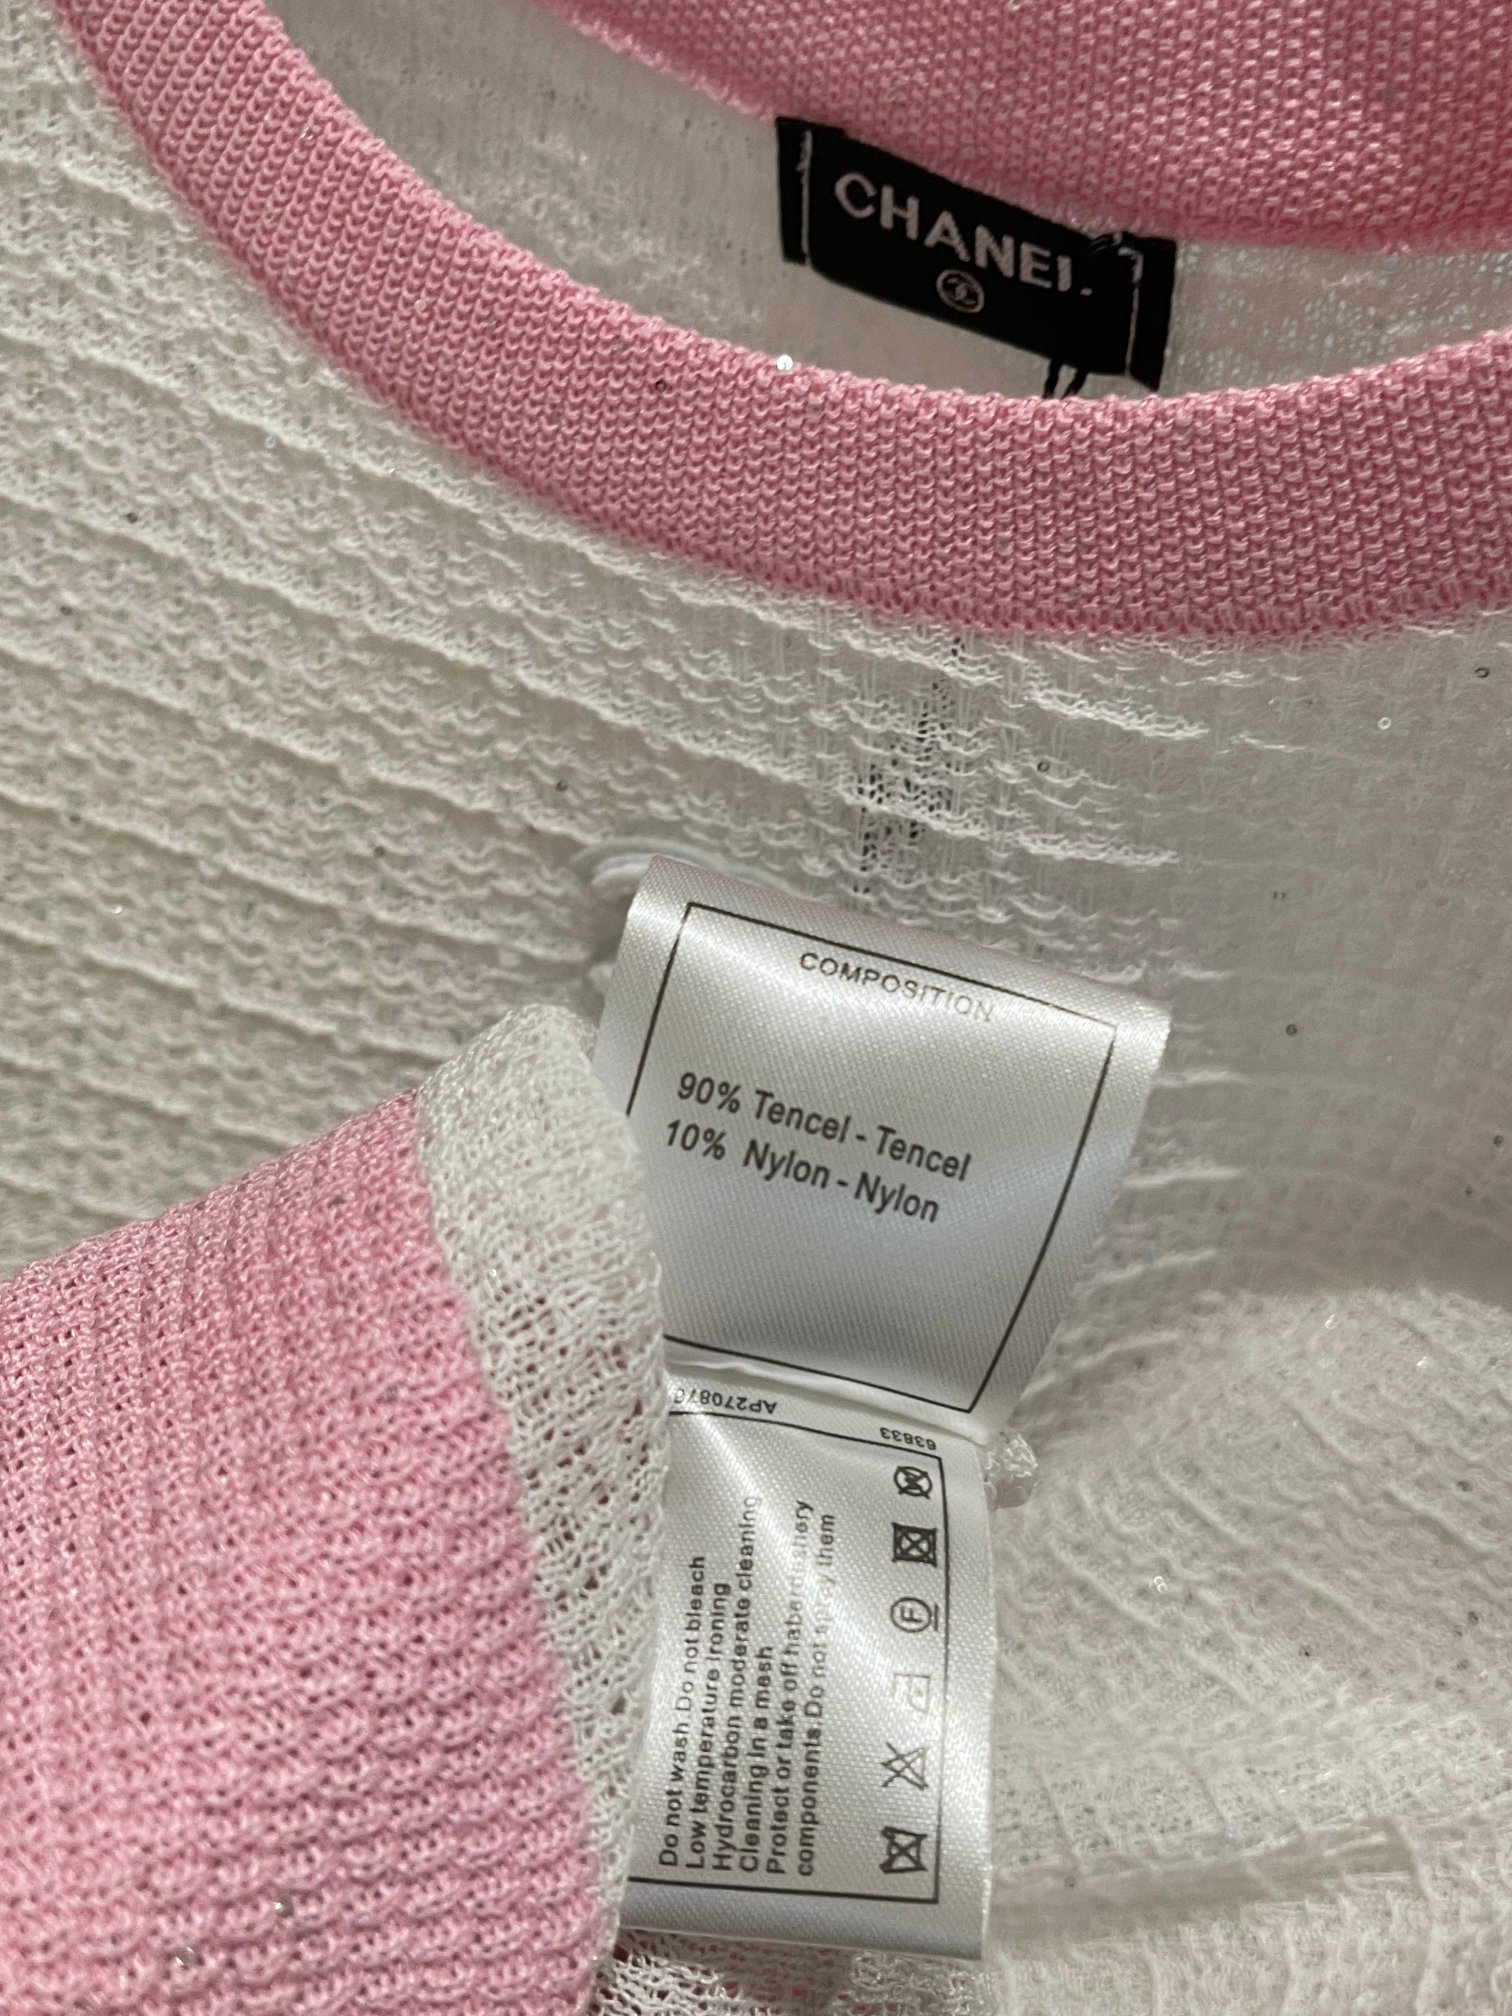 CHANEL
COMPOSITION
90% Tencel - Tencel
10% Nylon - Nylon
63833
Do not wash.Do not bleach
Low temperature ironing
Hydrocarbon moderate cleaning
Cleaning in a mesh
Protect or take off haberdashery
components.Do not spray them
F